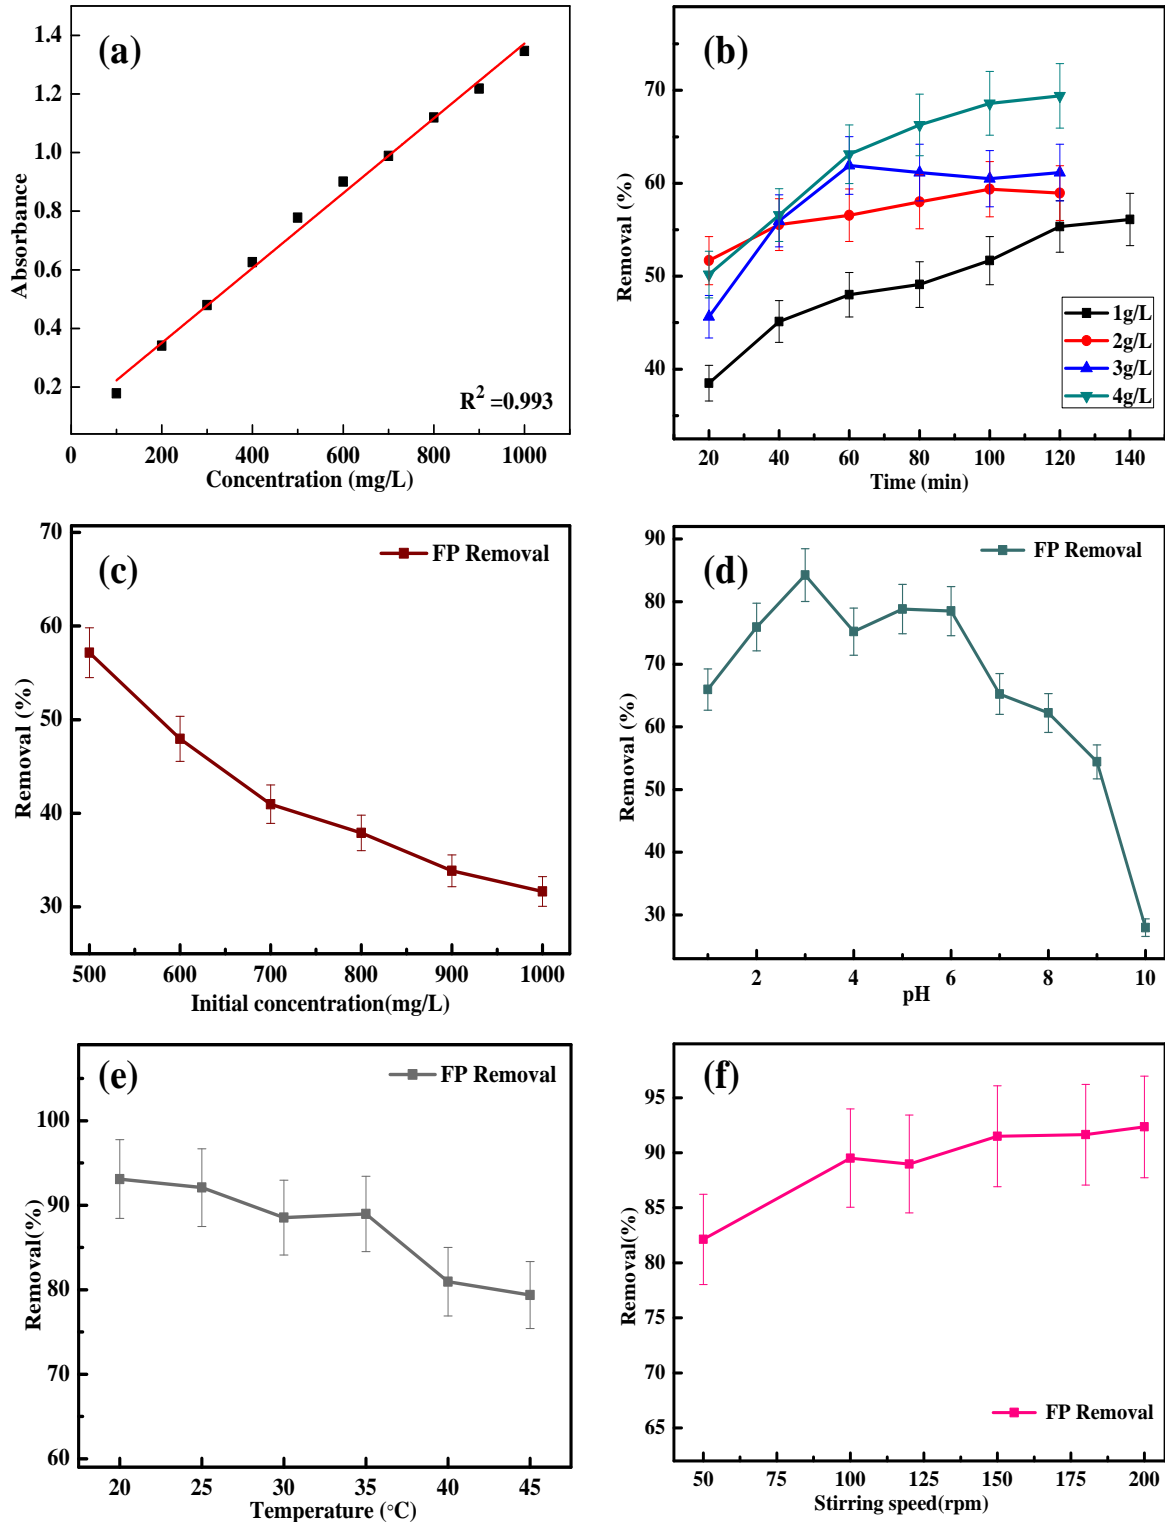 (a)
1.4
1.2
1.0
0.8
0.6
0.4
0.2
Absorbance
R² =0.993
0 200 400 600 800 1000
Concentration (mg/L)
(b)
70
60
50
40
Removal (%)
1g/L
2g/L
3g/L
4g/L
20 40 60 80 100 120 140
Time (min)
(c)
FP Removal
70
60
50
40
30
Removal (%)
500 600 700 800 900 1000
Initial concentration(mg/L)
(d)
FP Removal
90
80
70
60
50
40
30
Removal (%)
2 4 6 8 10
pH
(e)
FP Removal
100
90
80
70
60
Removal(%)
20 25 30 35 40 45
Temperature (°C)
(f)
95
90
85
80
75
70
65
Removal(%)
FP Removal
50 75 100 125 150 175 200
Stirring speed(rpm)